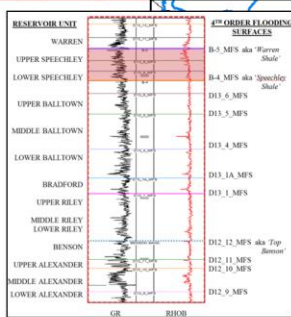 RESERVOIR UNIT
4TH ORDER FLOODING
SURFACES
WARREN
B-5_MFS aka 'Warren
Shale'
UPPER SPEECHLEY
LOWER SPEECHLEY
B-4_MFS aka 'Speechley
Shale'
D13_6_MFS
UPPER BALLTOWN
D13_5_MFS
MIDDLE BALLTOWN
D13_4_MFS
LOWER BALLTOWN
D13_1A_MFS
BRADFORD
D13_1_MFS
UPPER RILEY
MIDDLE RILEY
LOWER RILEY
D12_12_MFS aka 'Top
Benson'
BENSON
D12_11_MFS
UPPER ALEXANDER
D12_10_MFS
MIDDLE ALEXANDER
LOWER ALEXANDER
D12_9_MFS
GR
RHOB